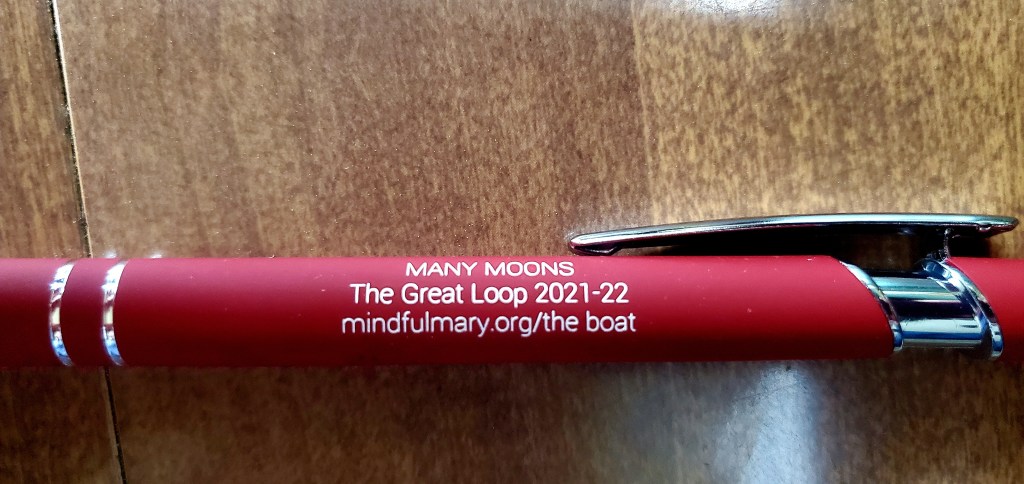 MANY MOONS
The Great Loop 2021-22
mindfulmary.org/the boat